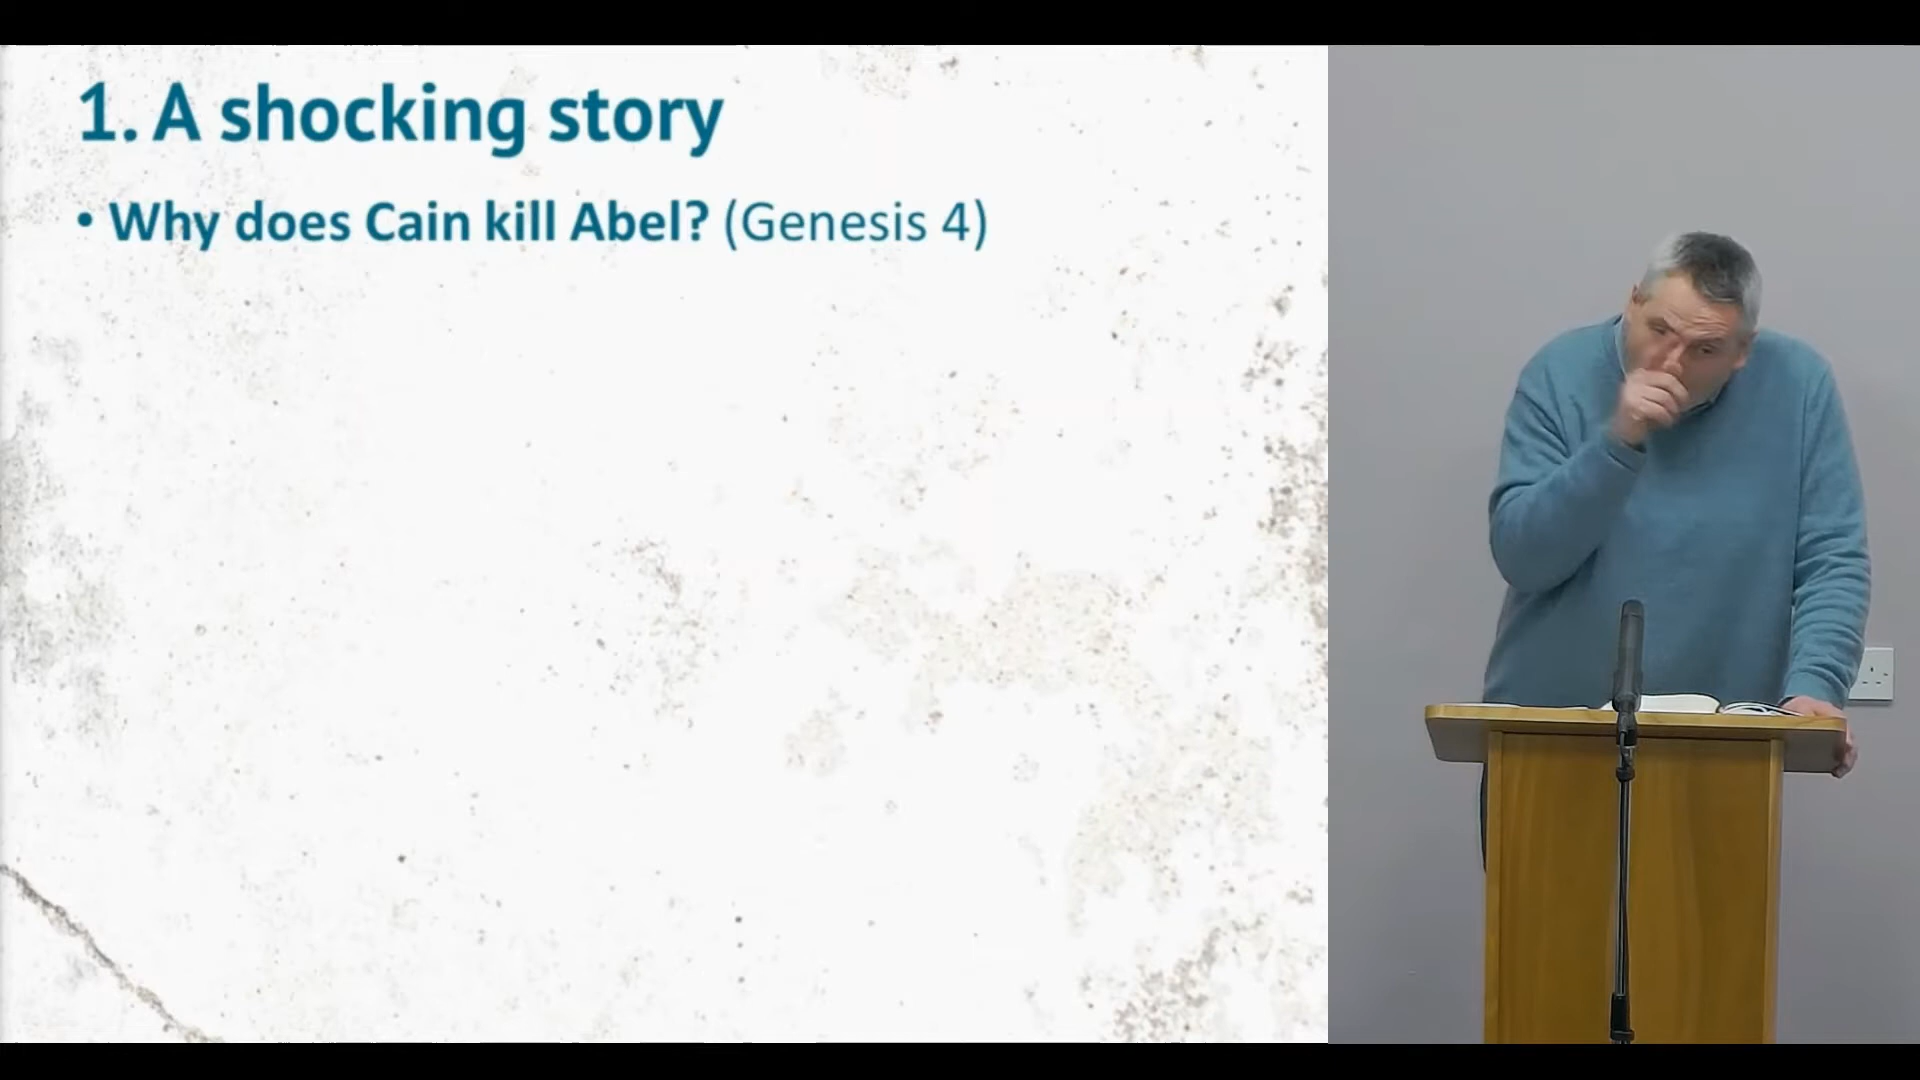 1. A shocking story
• Why does Cain kill Abel? (Genesis 4)